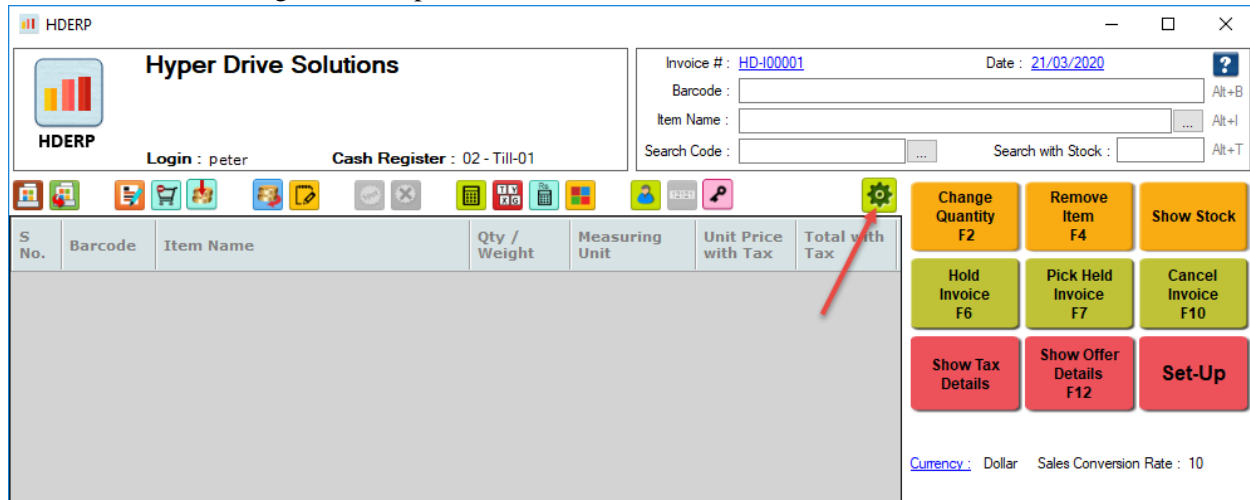 HDERP
Hyper Drive Solutions
HDERP
Login : peter Cash Register : 02 - Till-01
Invoice # : HD-I00001 Date : 21/03/2020 ?
Barcode : Alt+B
Item Name : ... Alt+I
Search Code : ... Search with Stock : Alt+T
S No. Barcode Item Name Qty / Weight Measuring Unit Unit Price with Tax Total with Tax
Change
Quantity
F2
Remove
Item
F4
Show Stock
Hold
Invoice
F6
Pick Held
Invoice
F7
Cancel
Invoice
F10
Show Tax
Details
Show Offer
Details
F12
Set-Up
Currency : Dollar Sales Conversion Rate : 10